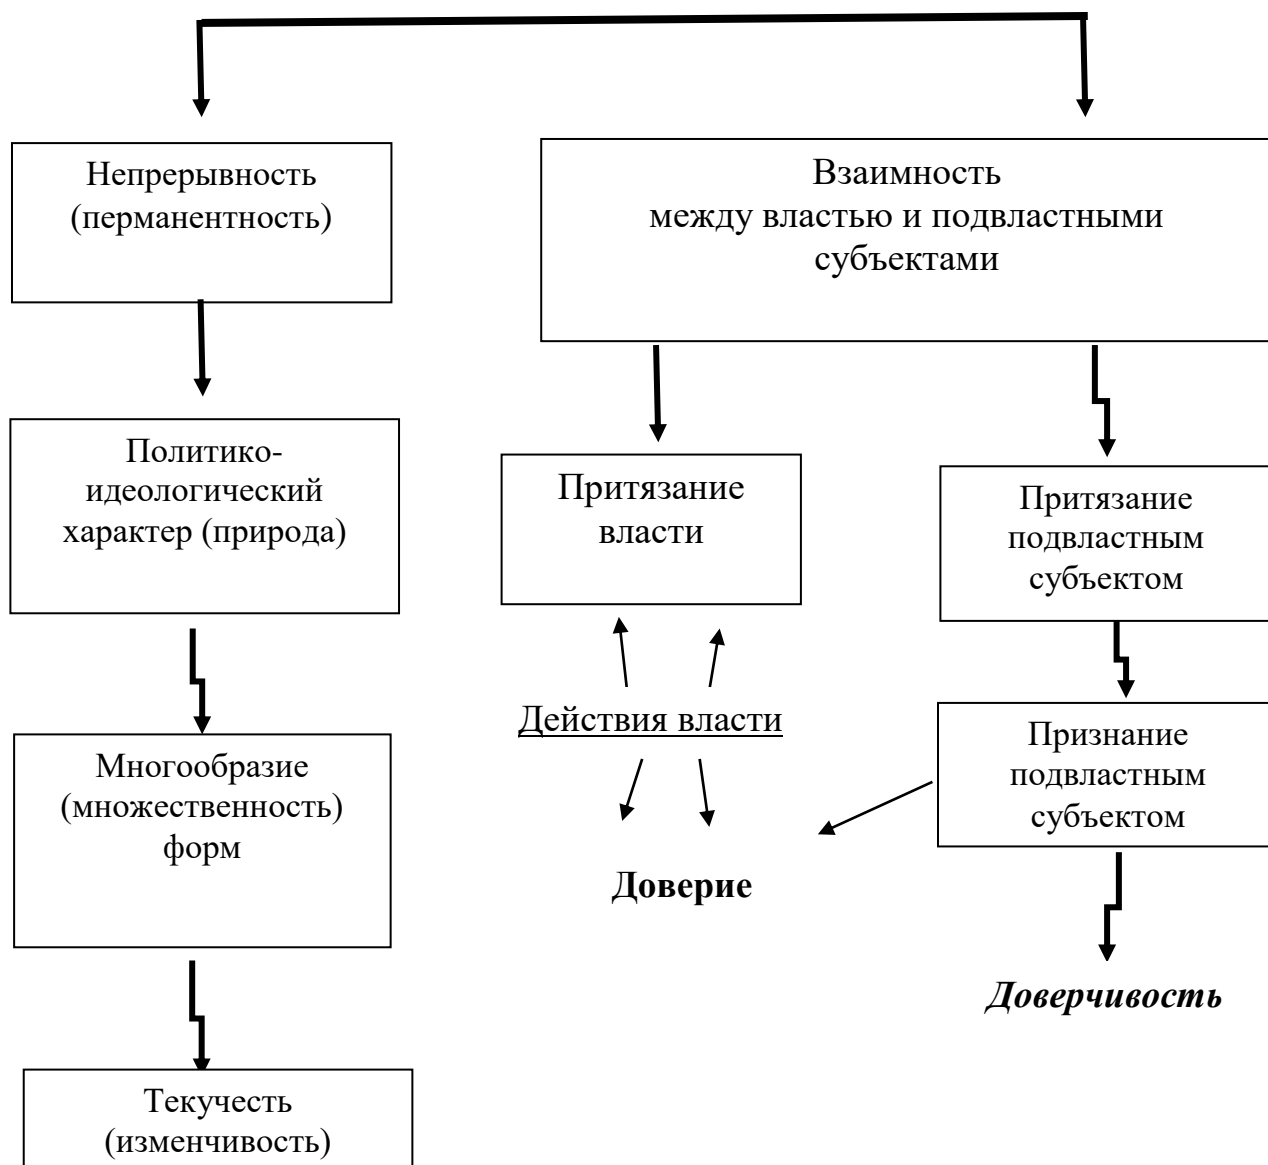 Непрерывность
(перманентность)
Взаимность
между властью и подвластными
субъектами
Политико-
идеологический
характер (природа)
Притязание
власти
Притязание
подвластным
субъектом
Действия власти
Многообразие
(множественность)
форм
Признание
подвластным
субъектом
Доверие
Доверчивость
Текучесть
(изменчивость)